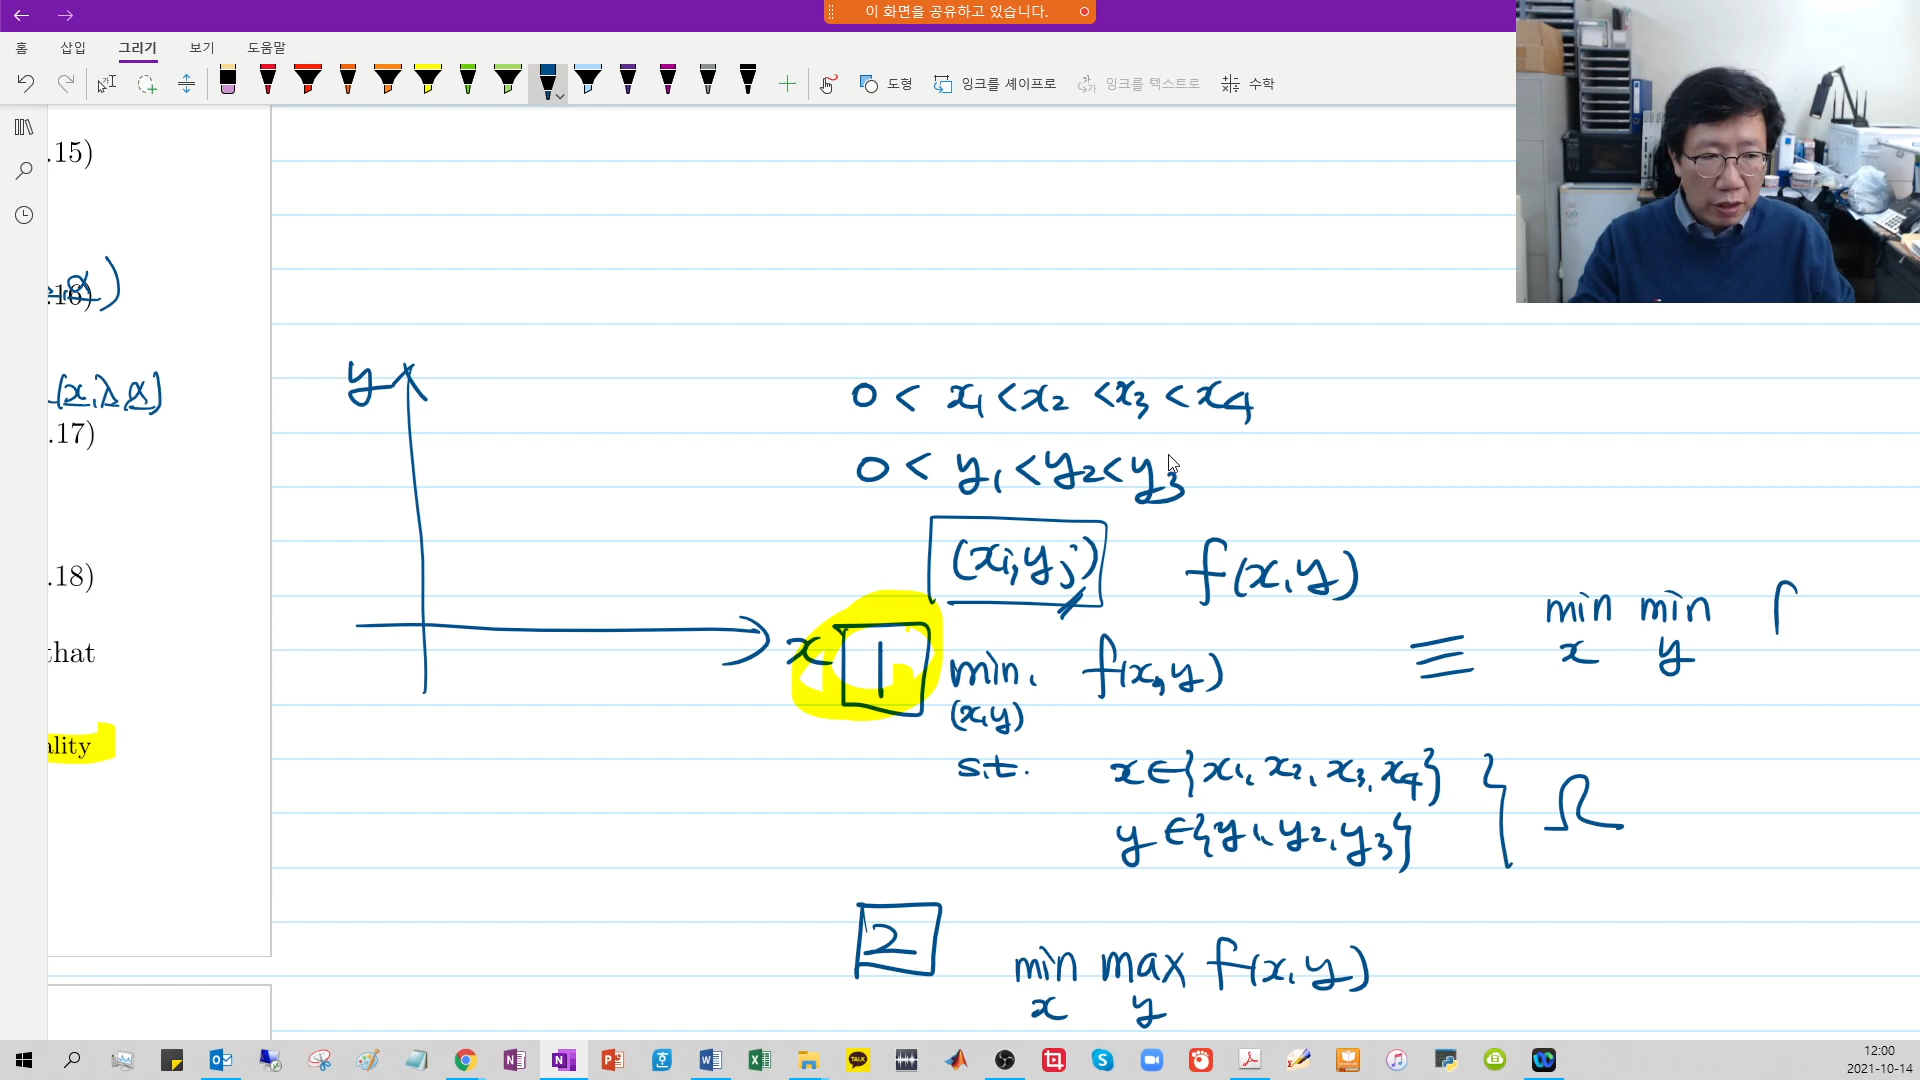 이 화면을 공유하고 있습니다.
홈 삽입 그리기 보기 도움말
도형 잉크를 셰이프로 잉크를 텍스트로 수학
.15)
.16)
(x,λ,α)
.17)
.18)
that
ality
y
x
0 < x1 < x2 < x3 < x4
0 < y1 < y2 < y3
(xi, yj) f(x,y)
1 min. f(x,y) ≡ min min f
(x,y) x y
s.t. x∈{x1, x2, x3, x4} } Ω
y∈{y1, y2, y3}
2
min max f(x,y)
x y
12:00
2021-10-14